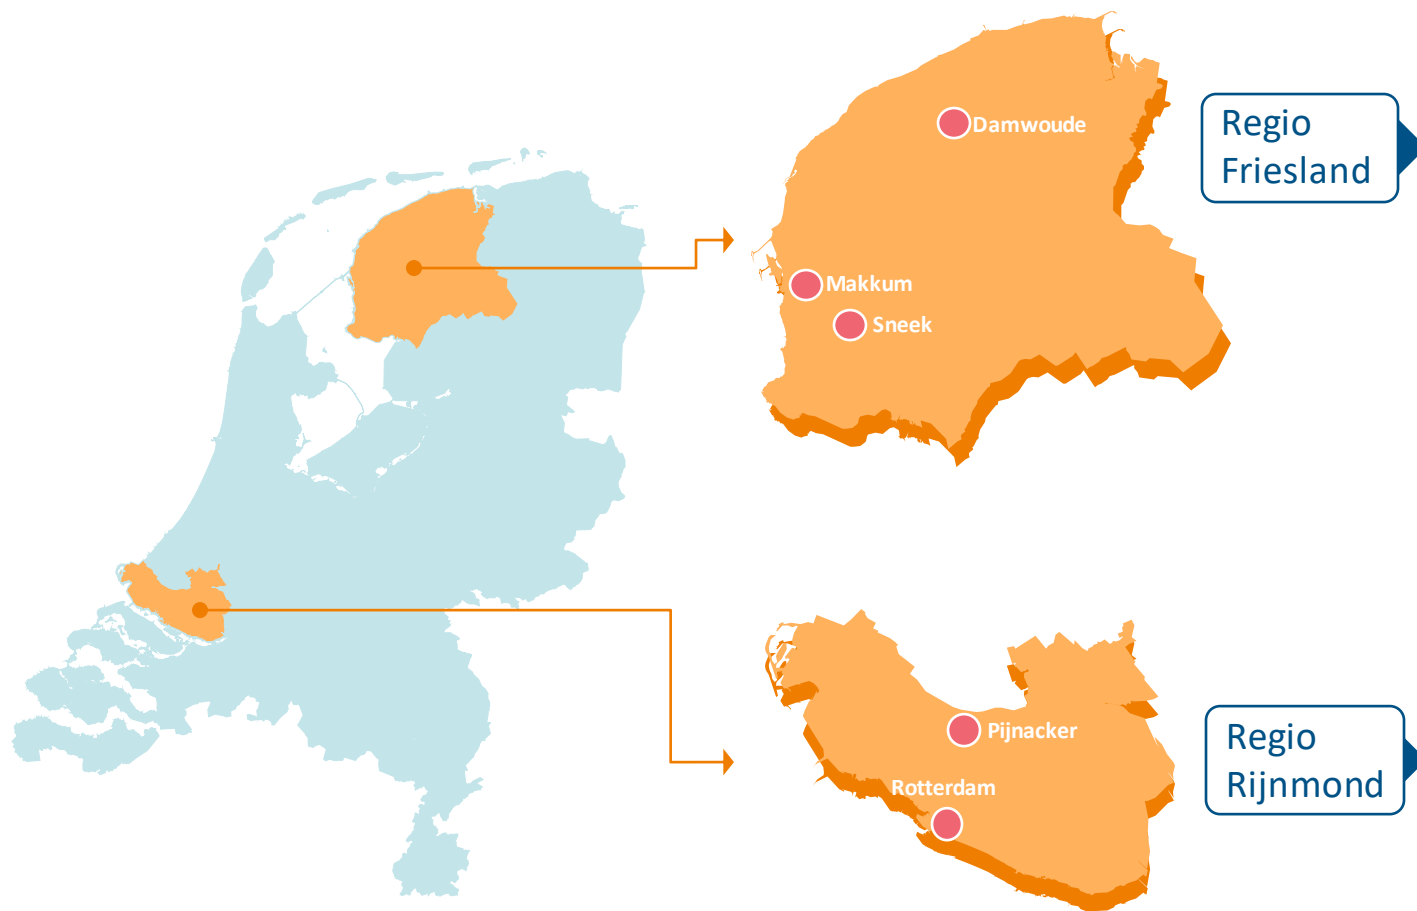 Damwoude
Regio
Friesland
Makkum
Sneek
Pijnacker
Rotterdam
Regio
Rijnmond